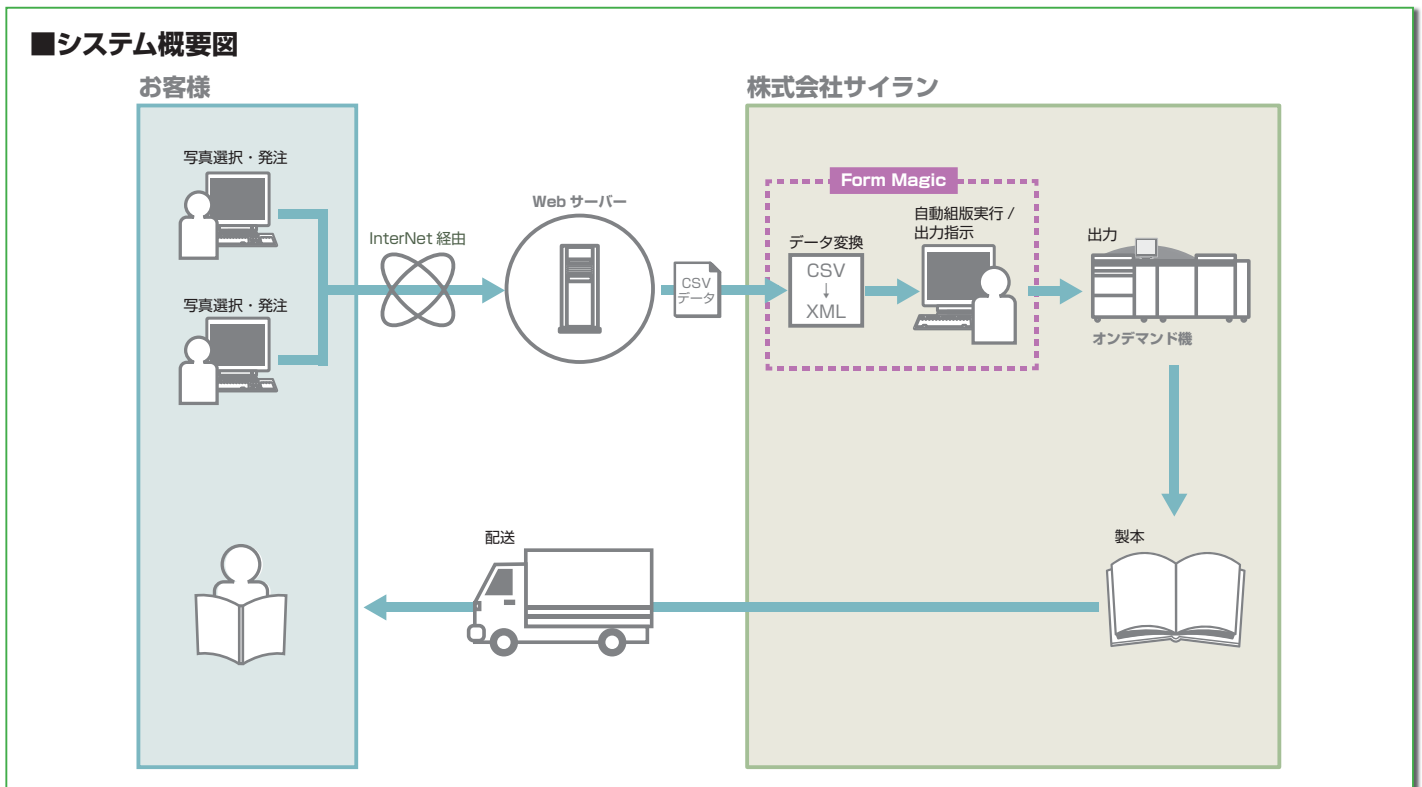 ■システム概要図
お客様
株式会社サイラン
写真選択・発注
写真選択・発注
InterNet 経由
Web サーバー
CSV
データ
Form Magic
データ変換
CSV
↓
XML
自動組版実行 /
出力指示
出力
オンデマンド機
配送
製本